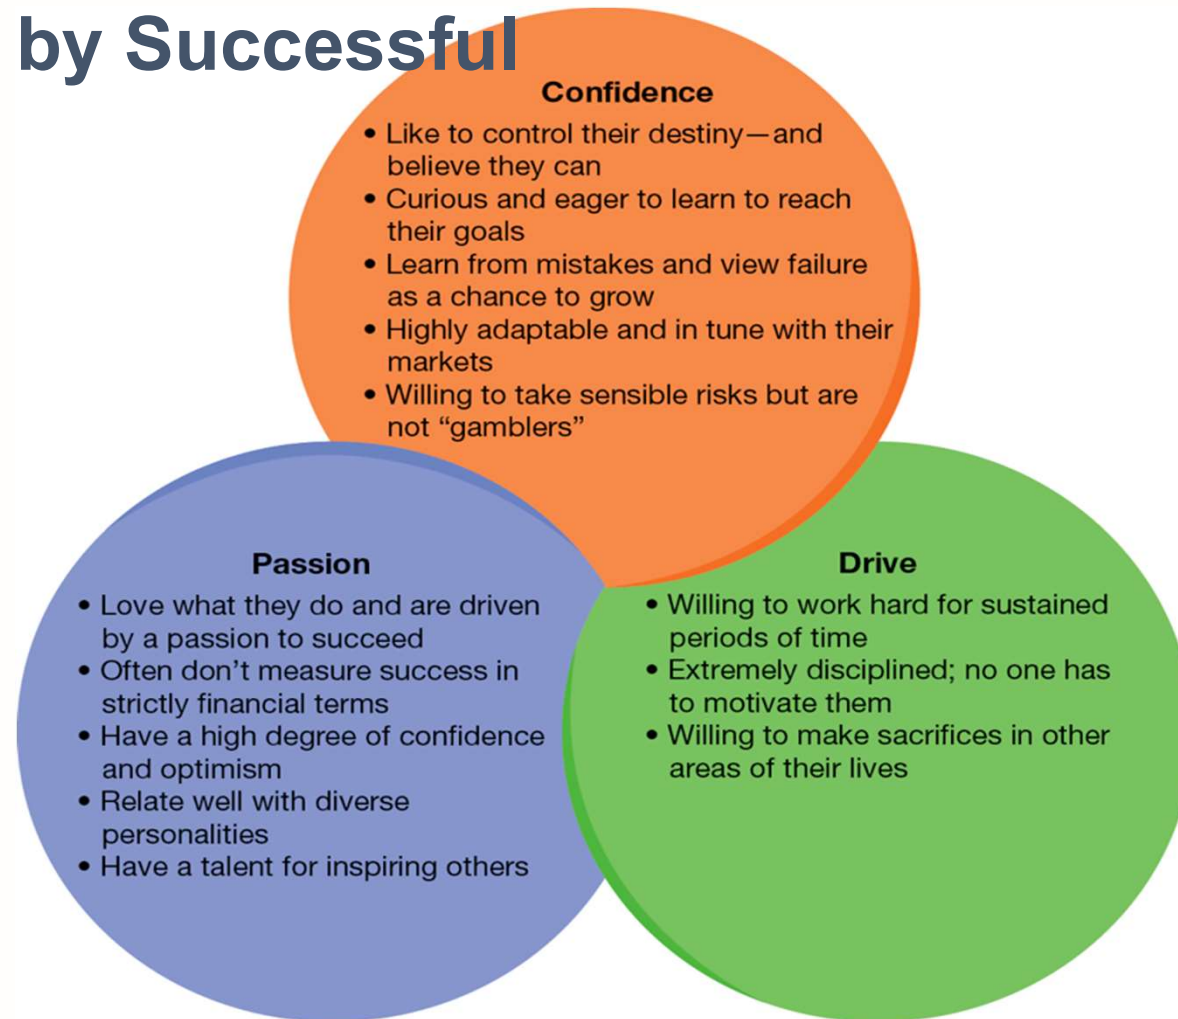 by Successful
Confidence
• Like to control their destiny—and
believe they can
• Curious and eager to learn to reach
their goals
• Learn from mistakes and view failure
as a chance to grow
• Highly adaptable and in tune with their
markets
• Willing to take sensible risks but are
not “gamblers”
Passion
• Love what they do and are driven
by a passion to succeed
• Often don’t measure success in
strictly financial terms
• Have a high degree of confidence
and optimism
• Relate well with diverse
personalities
• Have a talent for inspiring others
Drive
• Willing to work hard for sustained
periods of time
• Extremely disciplined; no one has
to motivate them
• Willing to make sacrifices in other
areas of their lives